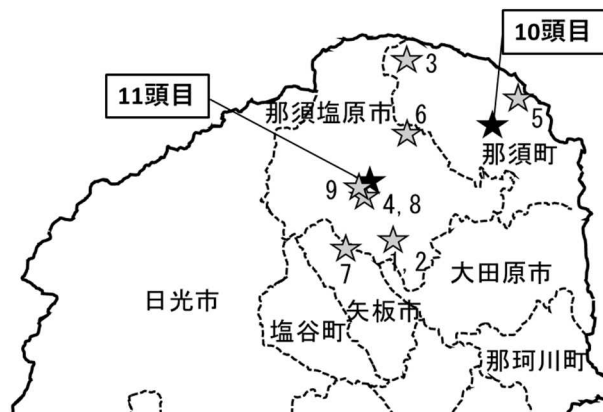 10頭目
3
11頭目
那須塩原市
5
6
那須町
9
4, 8
1, 2
7
大田原市
日光市
矢板市
塩谷町
那珂川町